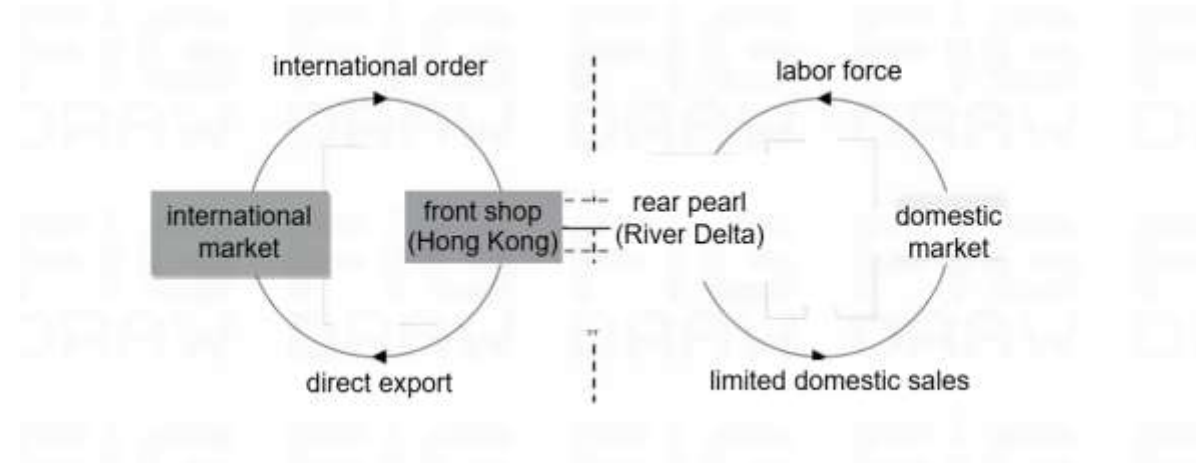 international order
labor force
international
market
front shop
(Hong Kong)
rear pearl
(River Delta)
domestic
market
direct export
limited domestic sales